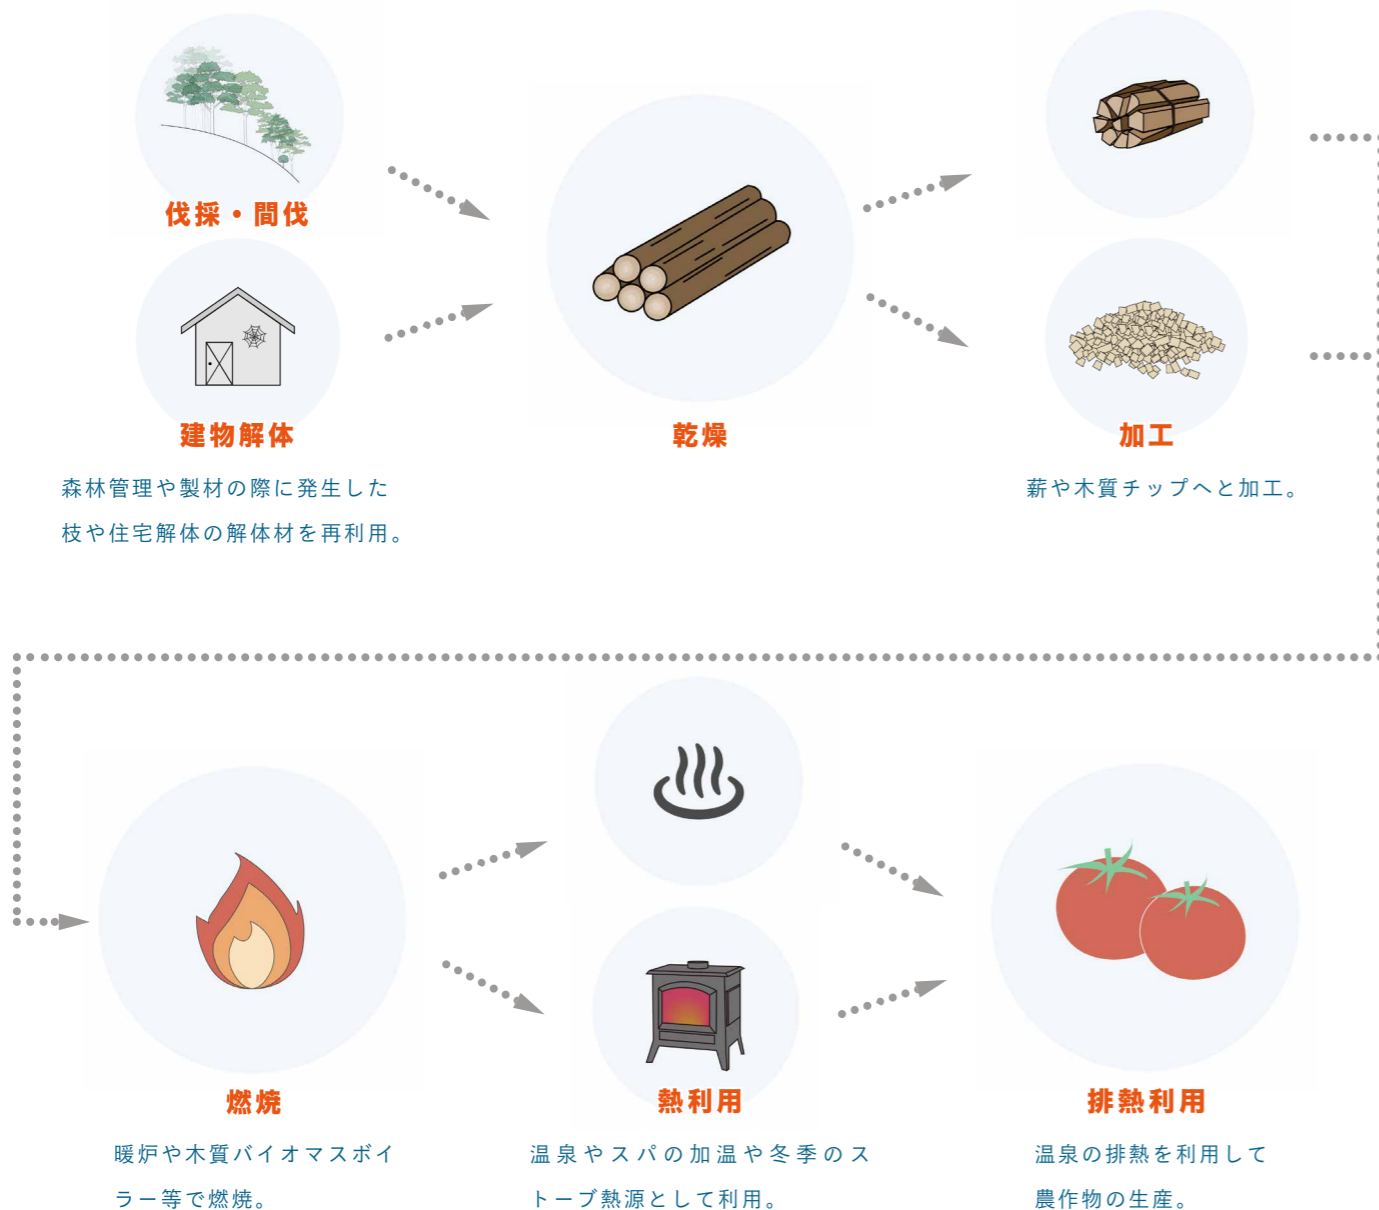 伐採・間伐
建物解体
森林管理や製材の際に発生した
枝や住宅解体の解体材を再利用。
乾燥
加工
薪や木質チップへと加工。
燃焼
暖炉や木質バイオマスボイ
ラー等で燃焼。
熱利用
温泉やスパの加温や冬季のス
トーブ熱源として利用。
排熱利用
温泉の排熱を利用して
農作物の生産。